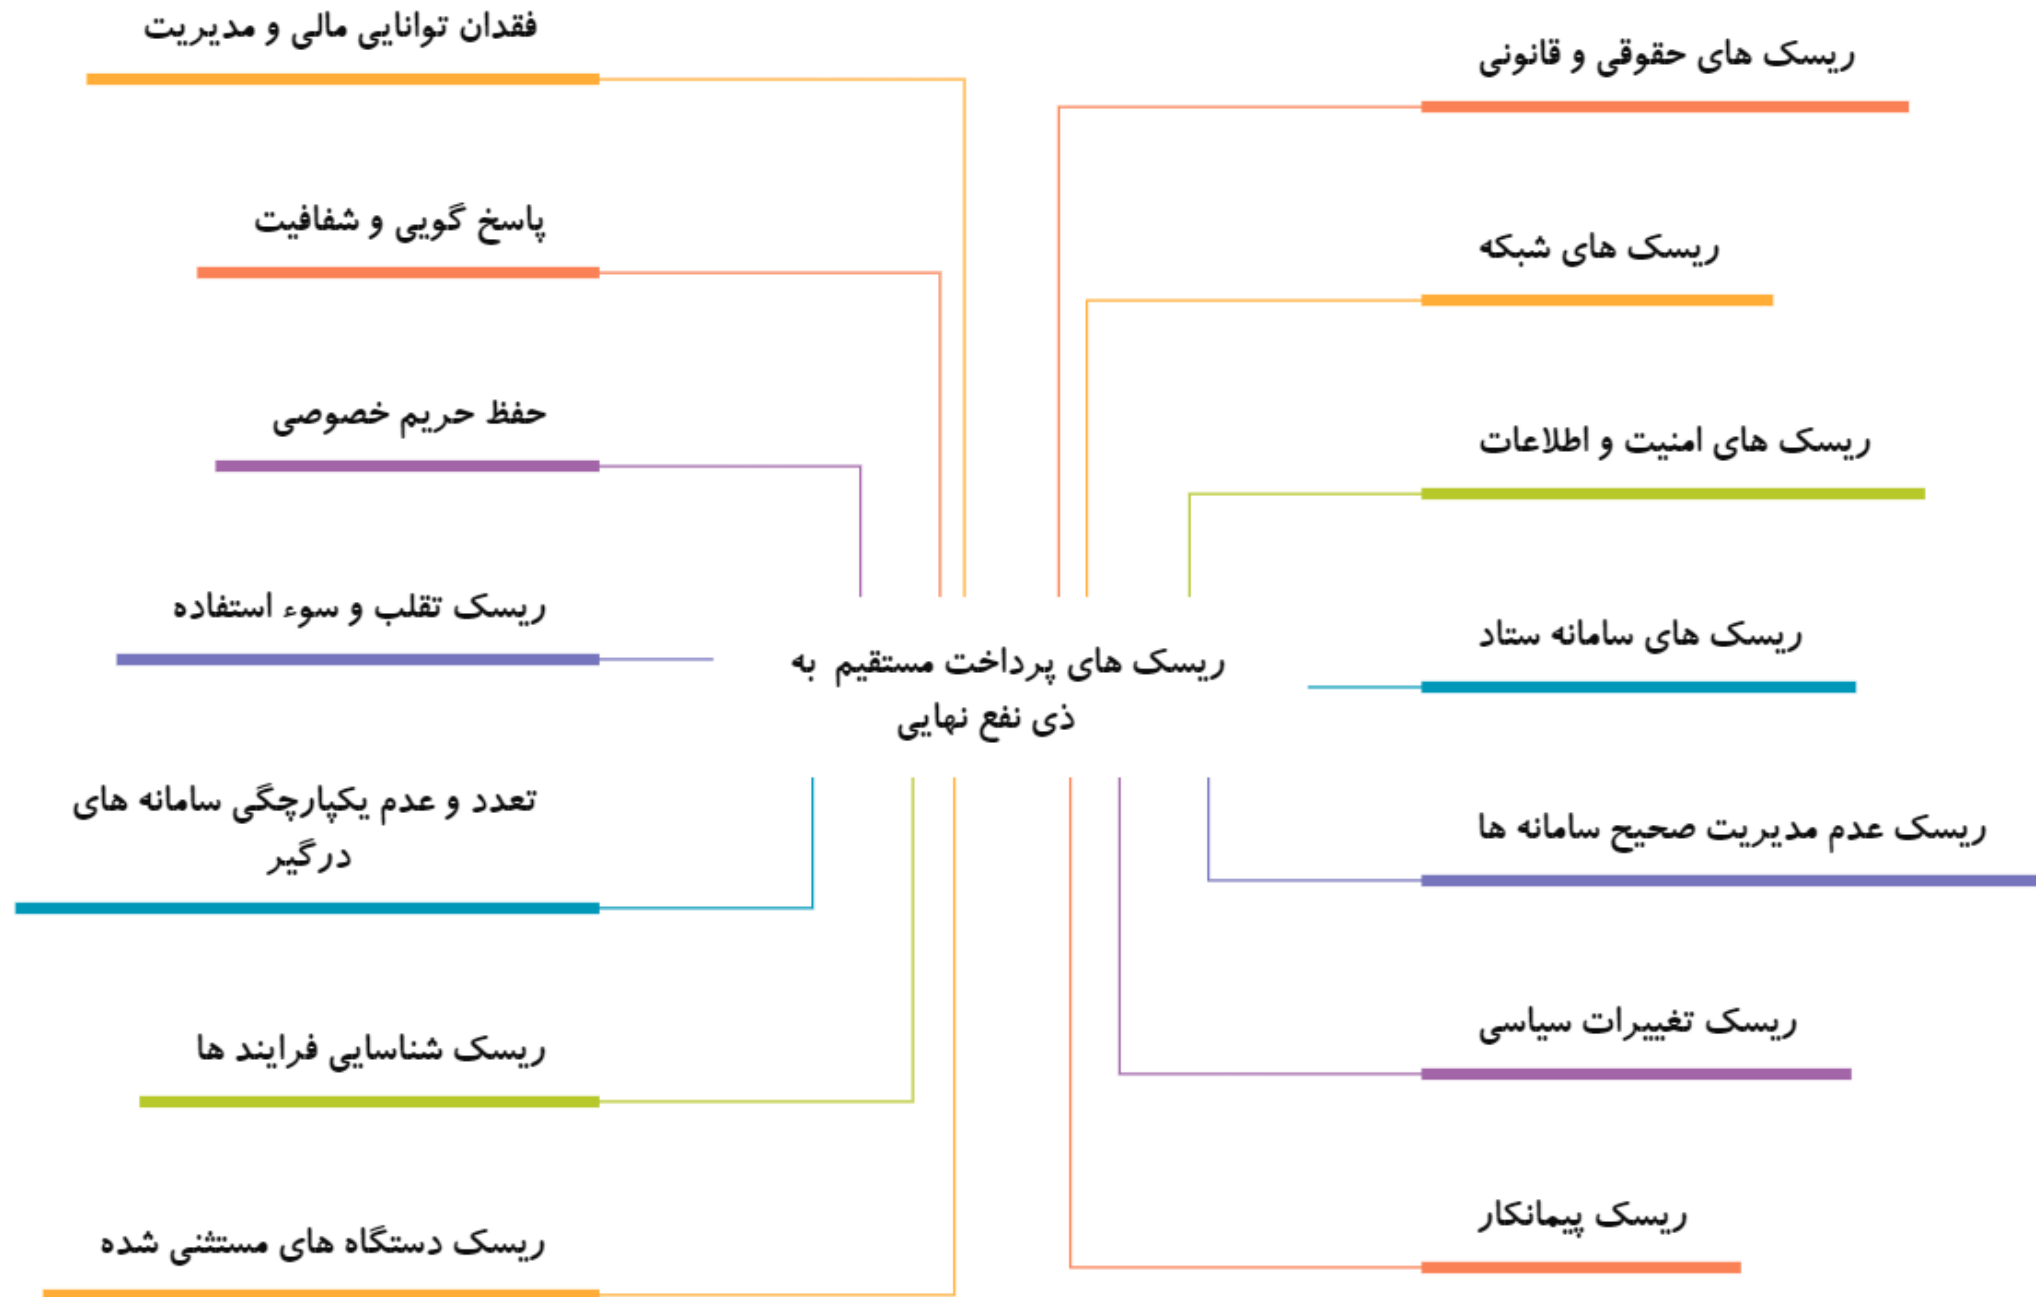 ریسک های پرداخت مستقیم به
ذی نفع نهایی
ریسک های حقوقی و قانونی
ریسک های شبکه
ریسک های امنیت و اطلاعات
ریسک های سامانه ستاد
ریسک عدم مدیریت صحیح سامانه ها
ریسک تغییرات سیاسی
ریسک پیمانکار
فقدان توانایی مالی و مدیریت
پاسخ گویی و شفافیت
حفظ حریم خصوصی
ریسک تقلب و سوء استفاده
تعدد و عدم یکپارچگی سامانه های
درگیر
ریسک شناسایی فرایند ها
ریسک دستگاه های مستثنی شده